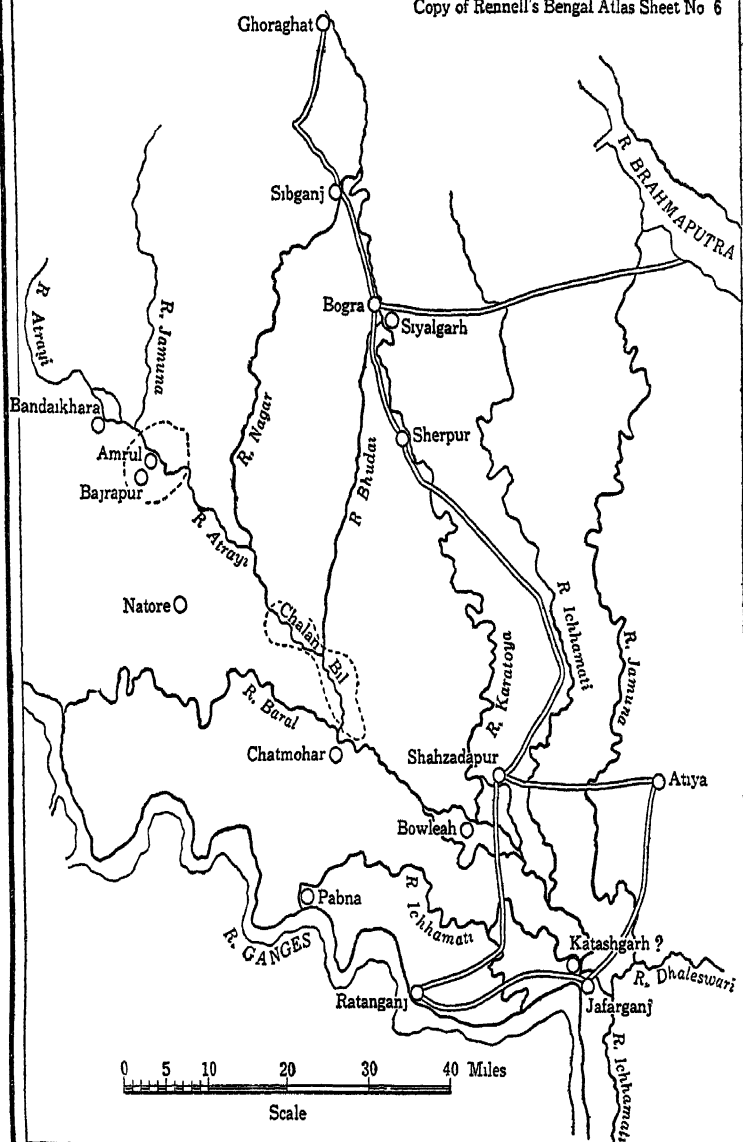 Copy of Rennell's Bengal Atlas Sheet No 6
Ghoraghat
R BRAHMAPUTRA
Sibganj
R Atrayi
R. Jamuna
Bogra
Siyalgarh
Bandaikhara
R. Nagar
Sherpur
Amrul
R Bhudai
Bajrapur
R Atrayi
Natore
Chalan
Bil
R Ichhamati
R. Jamuna
R. Karatoya
R. Baral
Chatmohar
Shahzadapur
Atiya
Bowleah
Pabna
R Ichhamati
R. GANGES
Katashgarh ?
R. Dhaleswari
Ratanganj
Jafarganj
R. Ichhamati
0 5 10 20 30 40 Miles
Scale